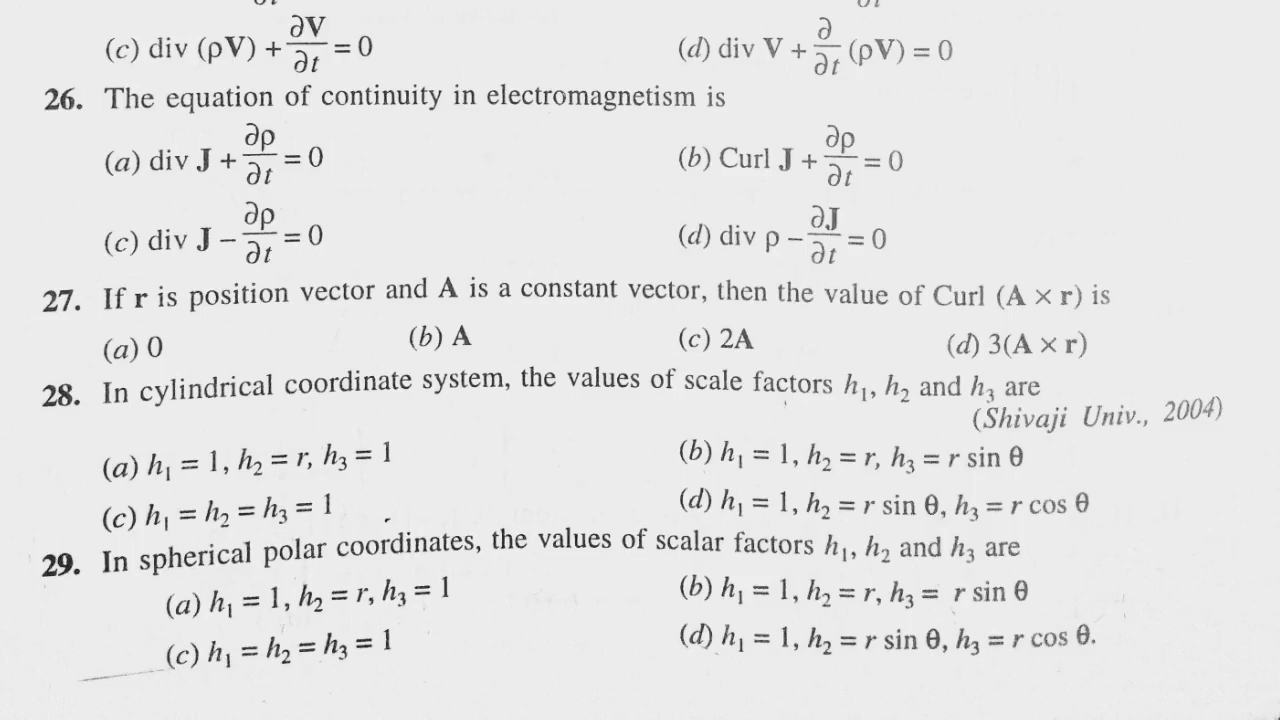 (c) div (ρV) + ∂V/∂t = 0 (d) div V + ∂/∂t (ρV) = 0
26. The equation of continuity in electromagnetism is
(a) div J + ∂ρ/∂t = 0 (b) Curl J + ∂ρ/∂t = 0
(c) div J – ∂ρ/∂t = 0 (d) div ρ – ∂J/∂t = 0
27. If r is position vector and A is a constant vector, then the value of Curl (A × r) is
(a) 0 (b) A (c) 2A (d) 3(A × r)
28. In cylindrical coordinate system, the values of scale factors h₁, h₂ and h₃ are
(Shivaji Univ., 2004)
(a) h₁ = 1, h₂ = r, h₃ = 1 (b) h₁ = 1, h₂ = r, h₃ = r sin θ
(c) h₁ = h₂ = h₃ = 1 (d) h₁ = 1, h₂ = r sin θ, h₃ = r cos θ
29. In spherical polar coordinates, the values of scalar factors h₁, h₂ and h₃ are
(a) h₁ = 1, h₂ = r, h₃ = 1 (b) h₁ = 1, h₂ = r, h₃ = r sin θ
(c) h₁ = h₂ = h₃ = 1 (d) h₁ = 1, h₂ = r sin θ, h₃ = r cos θ.